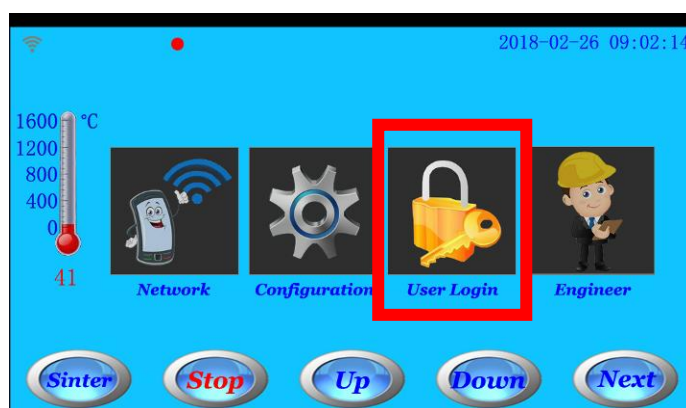 2018-02-26 09:02:14
1600 ℃
1200
800
400
0
41
Network
Configuration
User Login
Engineer
Sinter
Stop
Up
Down
Next